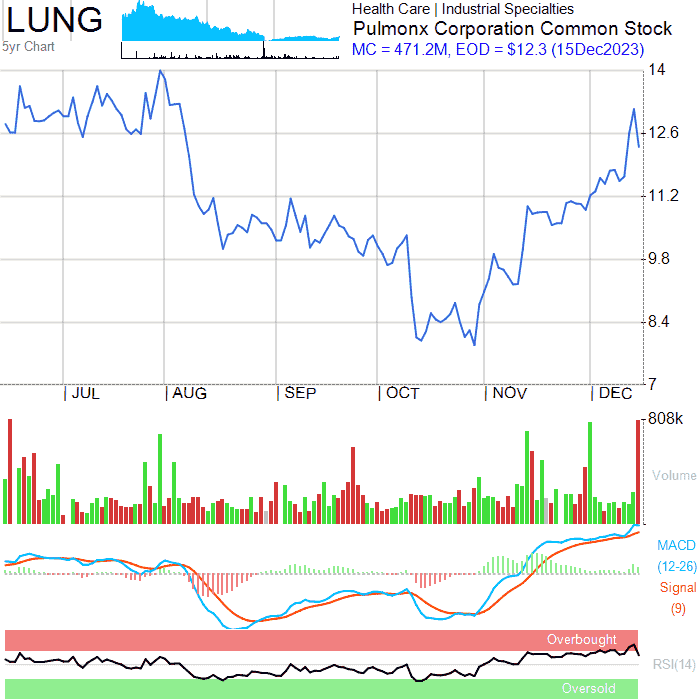 LUNG
5yr Chart
Health Care | Industrial Specialties
Pulmonx Corporation Common Stock
MC = 471.2M, EOD = $12.3 (15Dec2023)
14
12.6
11.2
9.8
8.4
7
| JUL | AUG | SEP | OCT | NOV | DEC
808k
Volume
MACD
(12-26)
Signal
(9)
Overbought
RSI(14)
Oversold